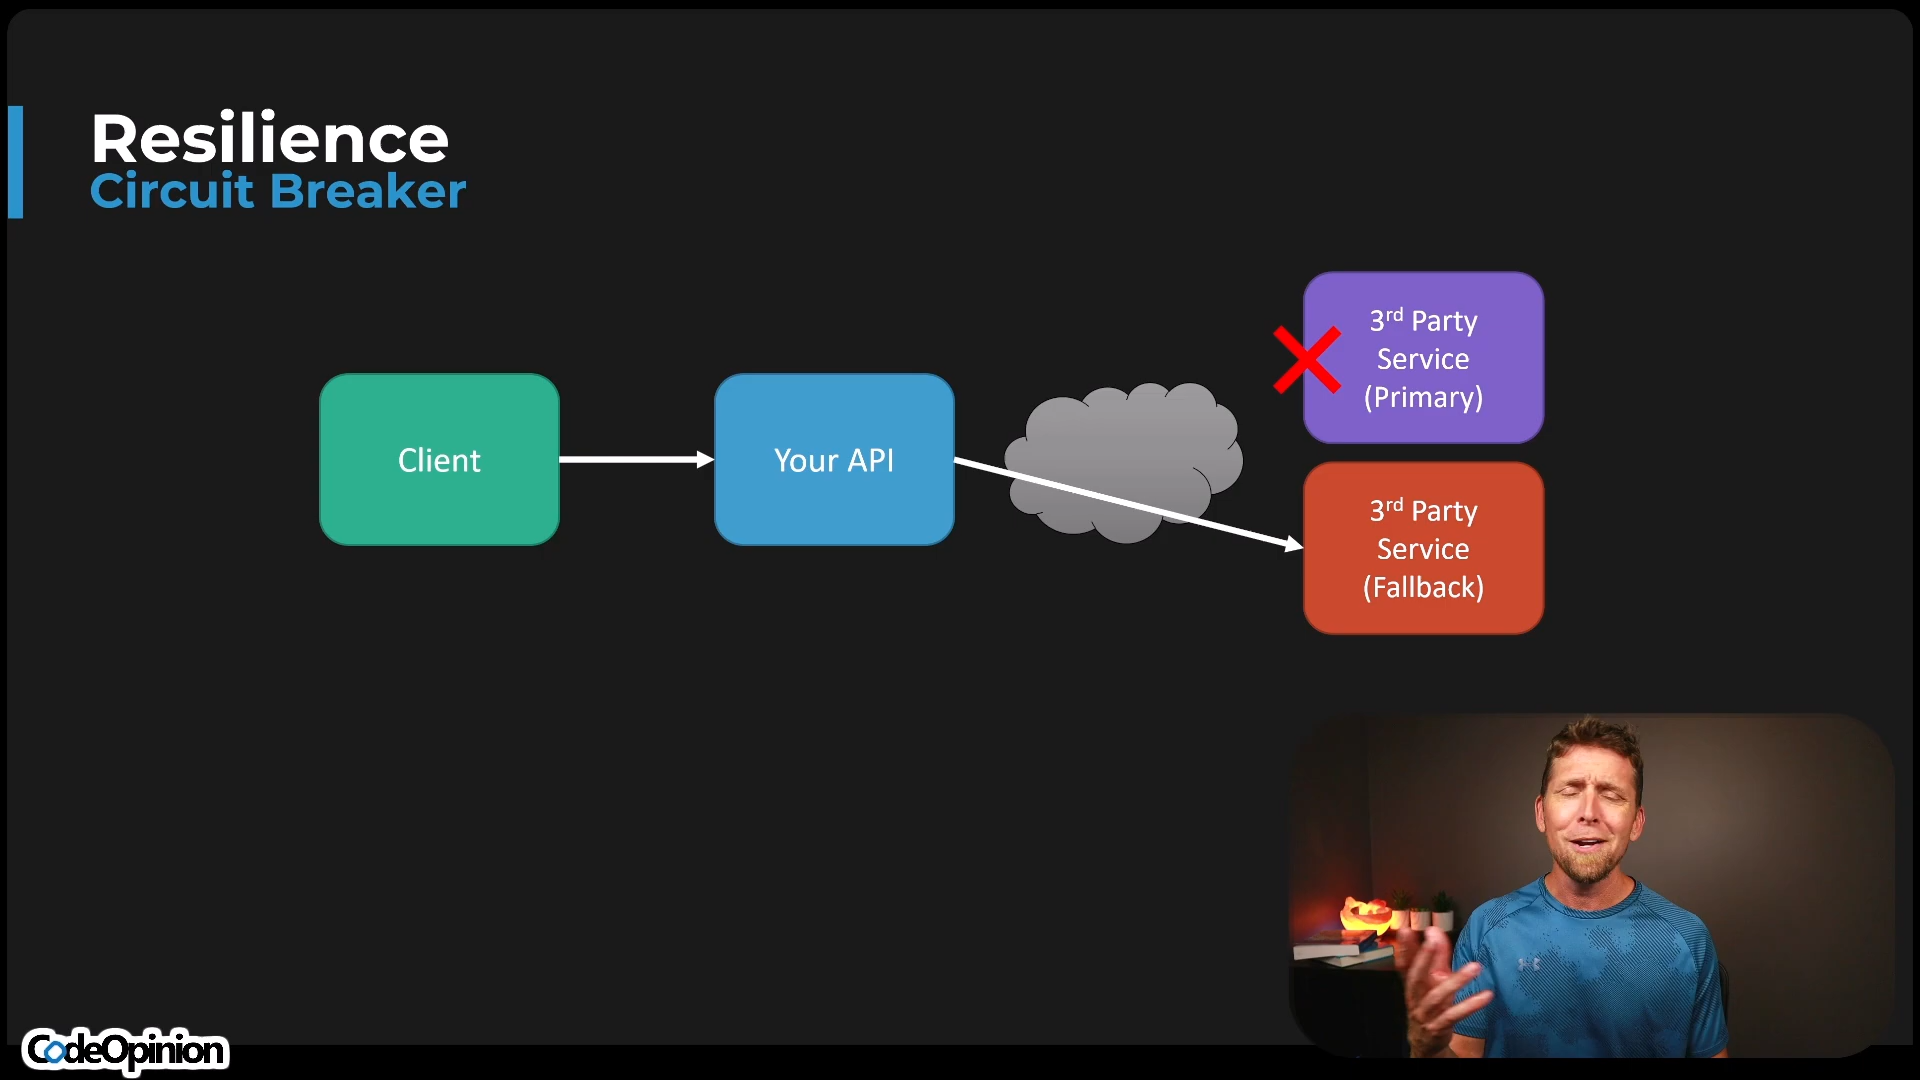 Resilience
Circuit Breaker
Client
Your API
3rd Party
Service
(Primary)
3rd Party
Service
(Fallback)
CodeOpinion